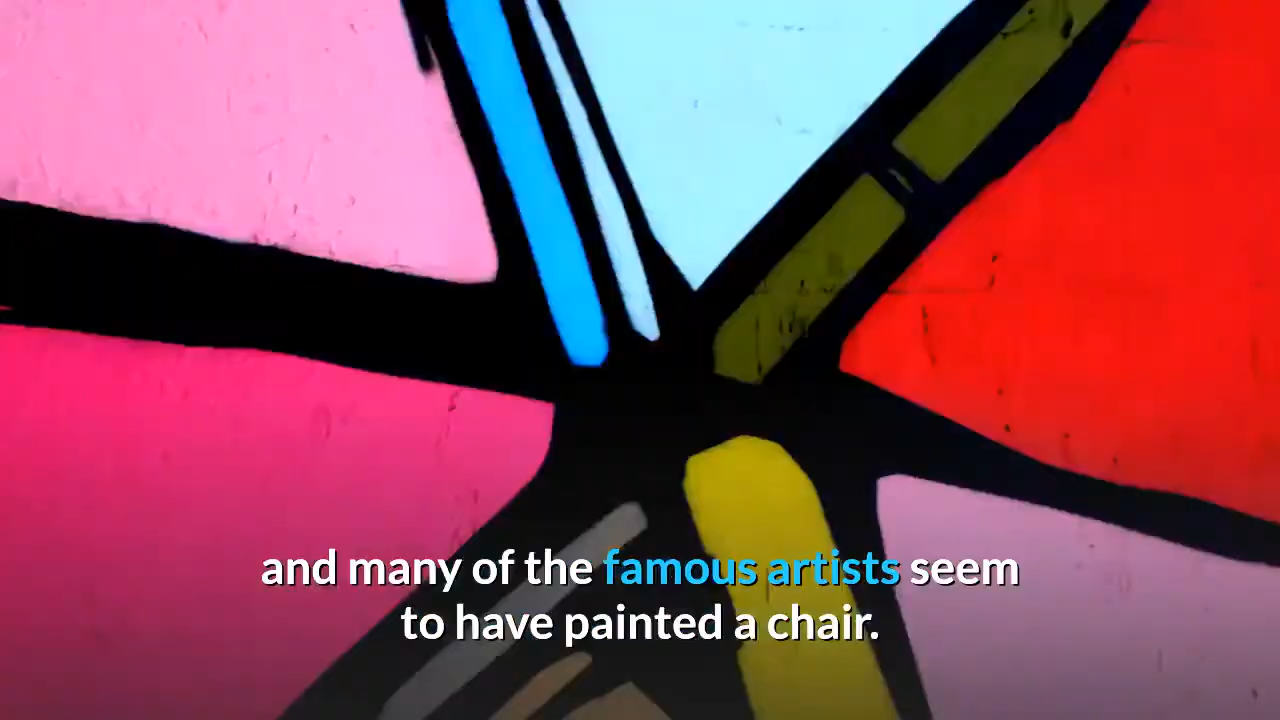 and many of the famous artists seem
to have painted a chair.